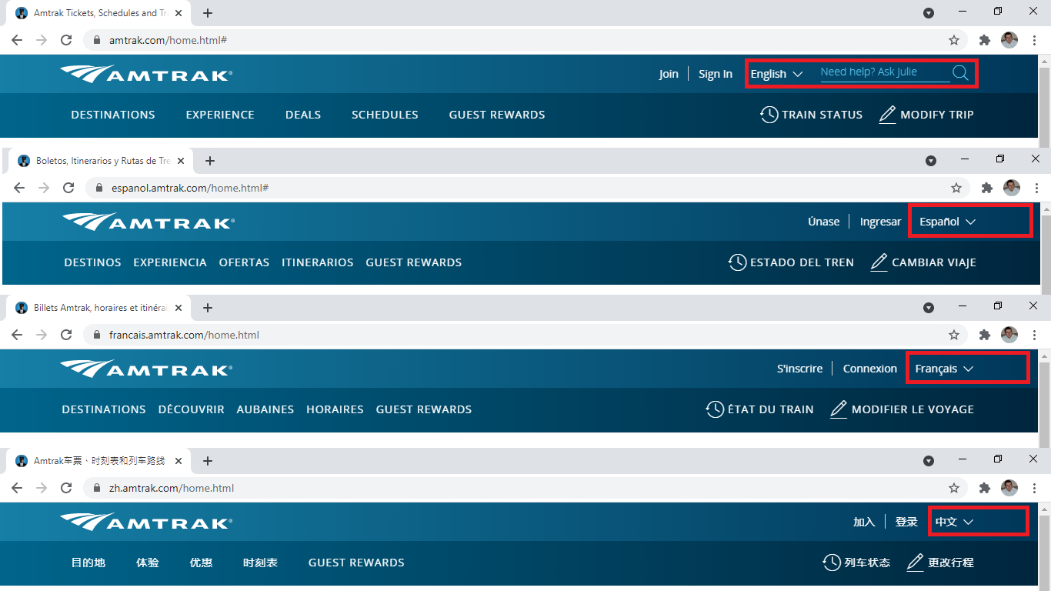 Amtrak Tickets, Schedules and Tr
amtrak.com/home.html#
AMTRAK Join Sign In English Need help? Ask Julie
DESTINATIONS EXPERIENCE DEALS SCHEDULES GUEST REWARDS TRAIN STATUS MODIFY TRIP
Boletos, Itinerarios y Rutas de Tre
espanol.amtrak.com/home.html#
AMTRAK Únase Ingresar Español
DESTINOS EXPERIENCIA OFERTAS ITINERARIOS GUEST REWARDS ESTADO DEL TREN CAMBIAR VIAJE
Billets Amtrak, horaires et itinéra
francais.amtrak.com/home.html
AMTRAK S'inscrire Connexion Français
DESTINATIONS DÉCOUVRIR AUBAINES HORAIRES GUEST REWARDS ÉTAT DU TRAIN MODIFIER LE VOYAGE
Amtrak车票、时刻表和列车路线
zh.amtrak.com/home.html
AMTRAK 加入 登录 中文
目的地 体验 优惠 时刻表 GUEST REWARDS 列车状态 更改行程